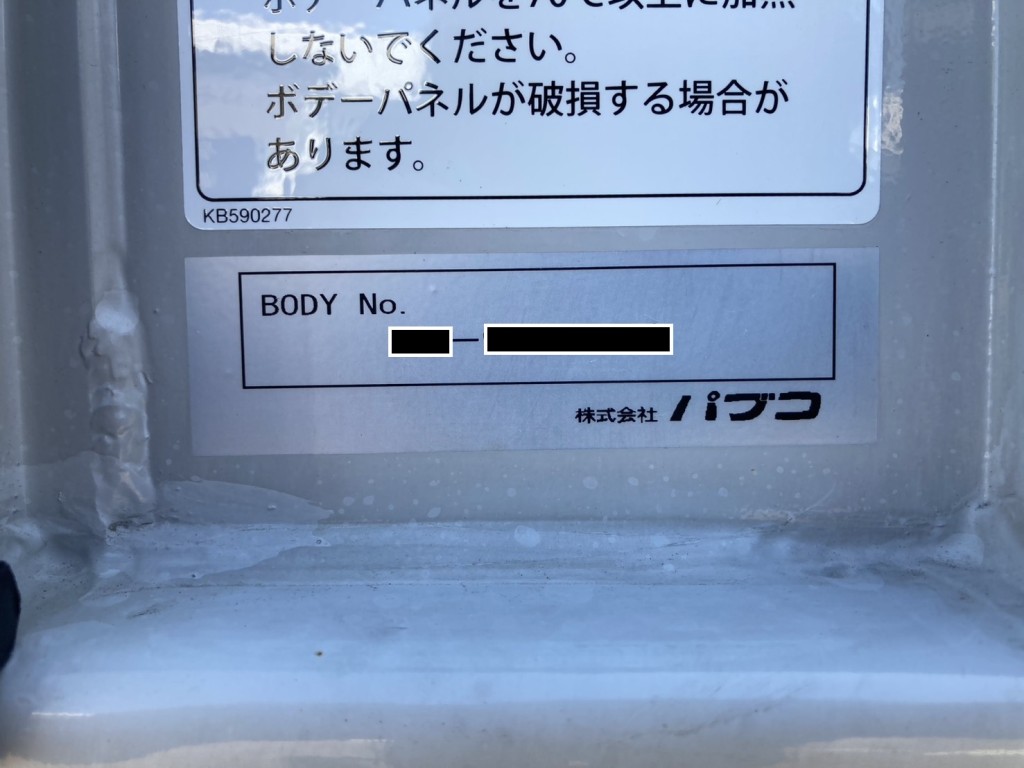 しないでください。
ボデーパネルが破損する場合が
あります。
KB590277
BODY No.
株式会社 パブコ